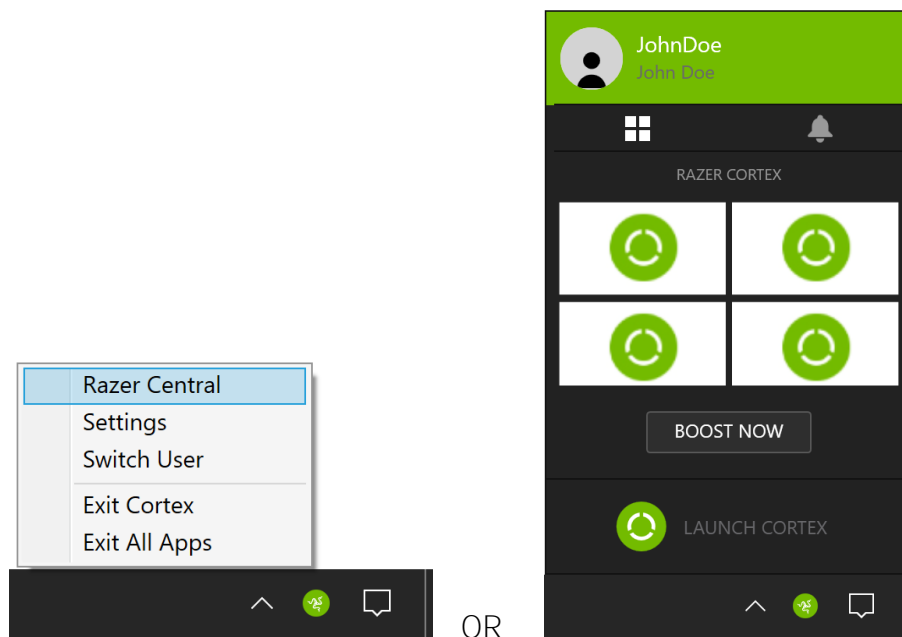 Razer Central
Settings
Switch User
Exit Cortex
Exit All Apps
OR
JohnDoe
John Doe
RAZER CORTEX
BOOST NOW
LAUNCH CORTEX